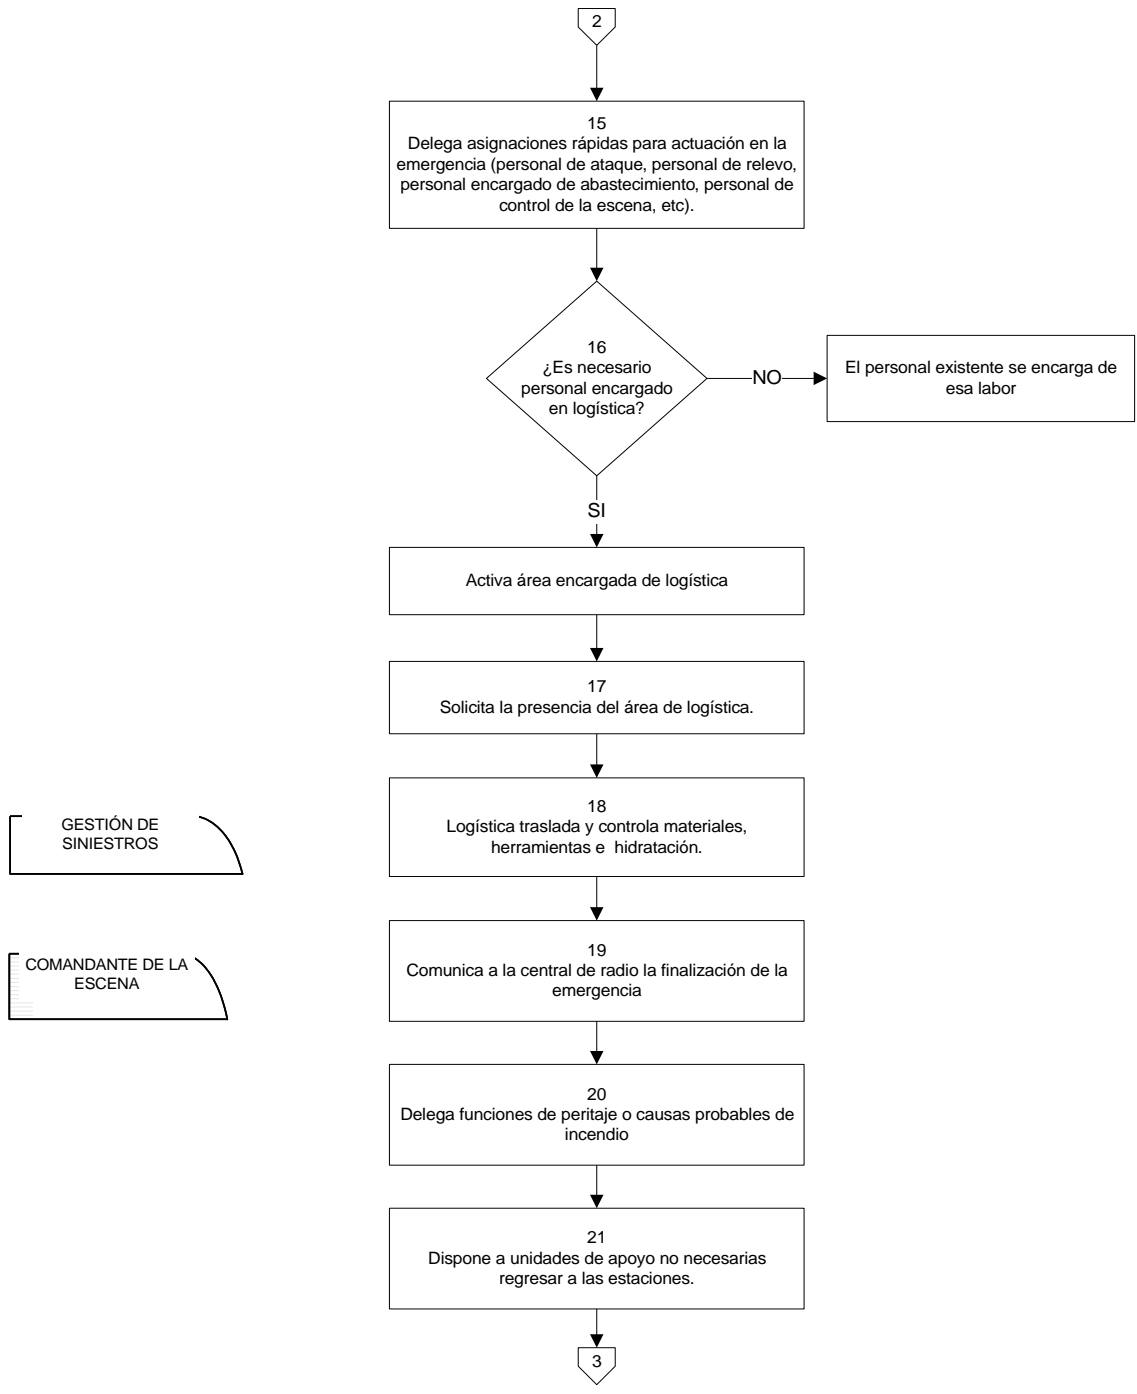 2
15
Delega asignaciones rápidas para actuación en la
emergencia (personal de ataque, personal de relevo,
personal encargado de abastecimiento, personal de
control de la escena, etc).
16
¿Es necesario
personal encargado
en logística?
NO
El personal existente se encarga de
esa labor
SI
Activa área encargada de logística
17
Solicita la presencia del área de logística.
18
Logística traslada y controla materiales,
herramientas e hidratación.
GESTIÓN DE
SINIESTROS
19
Comunica a la central de radio la finalización de la
emergencia
COMANDANTE DE LA
ESCENA
20
Delega funciones de peritaje o causas probables de
incendio
21
Dispone a unidades de apoyo no necesarias
regresar a las estaciones.
3